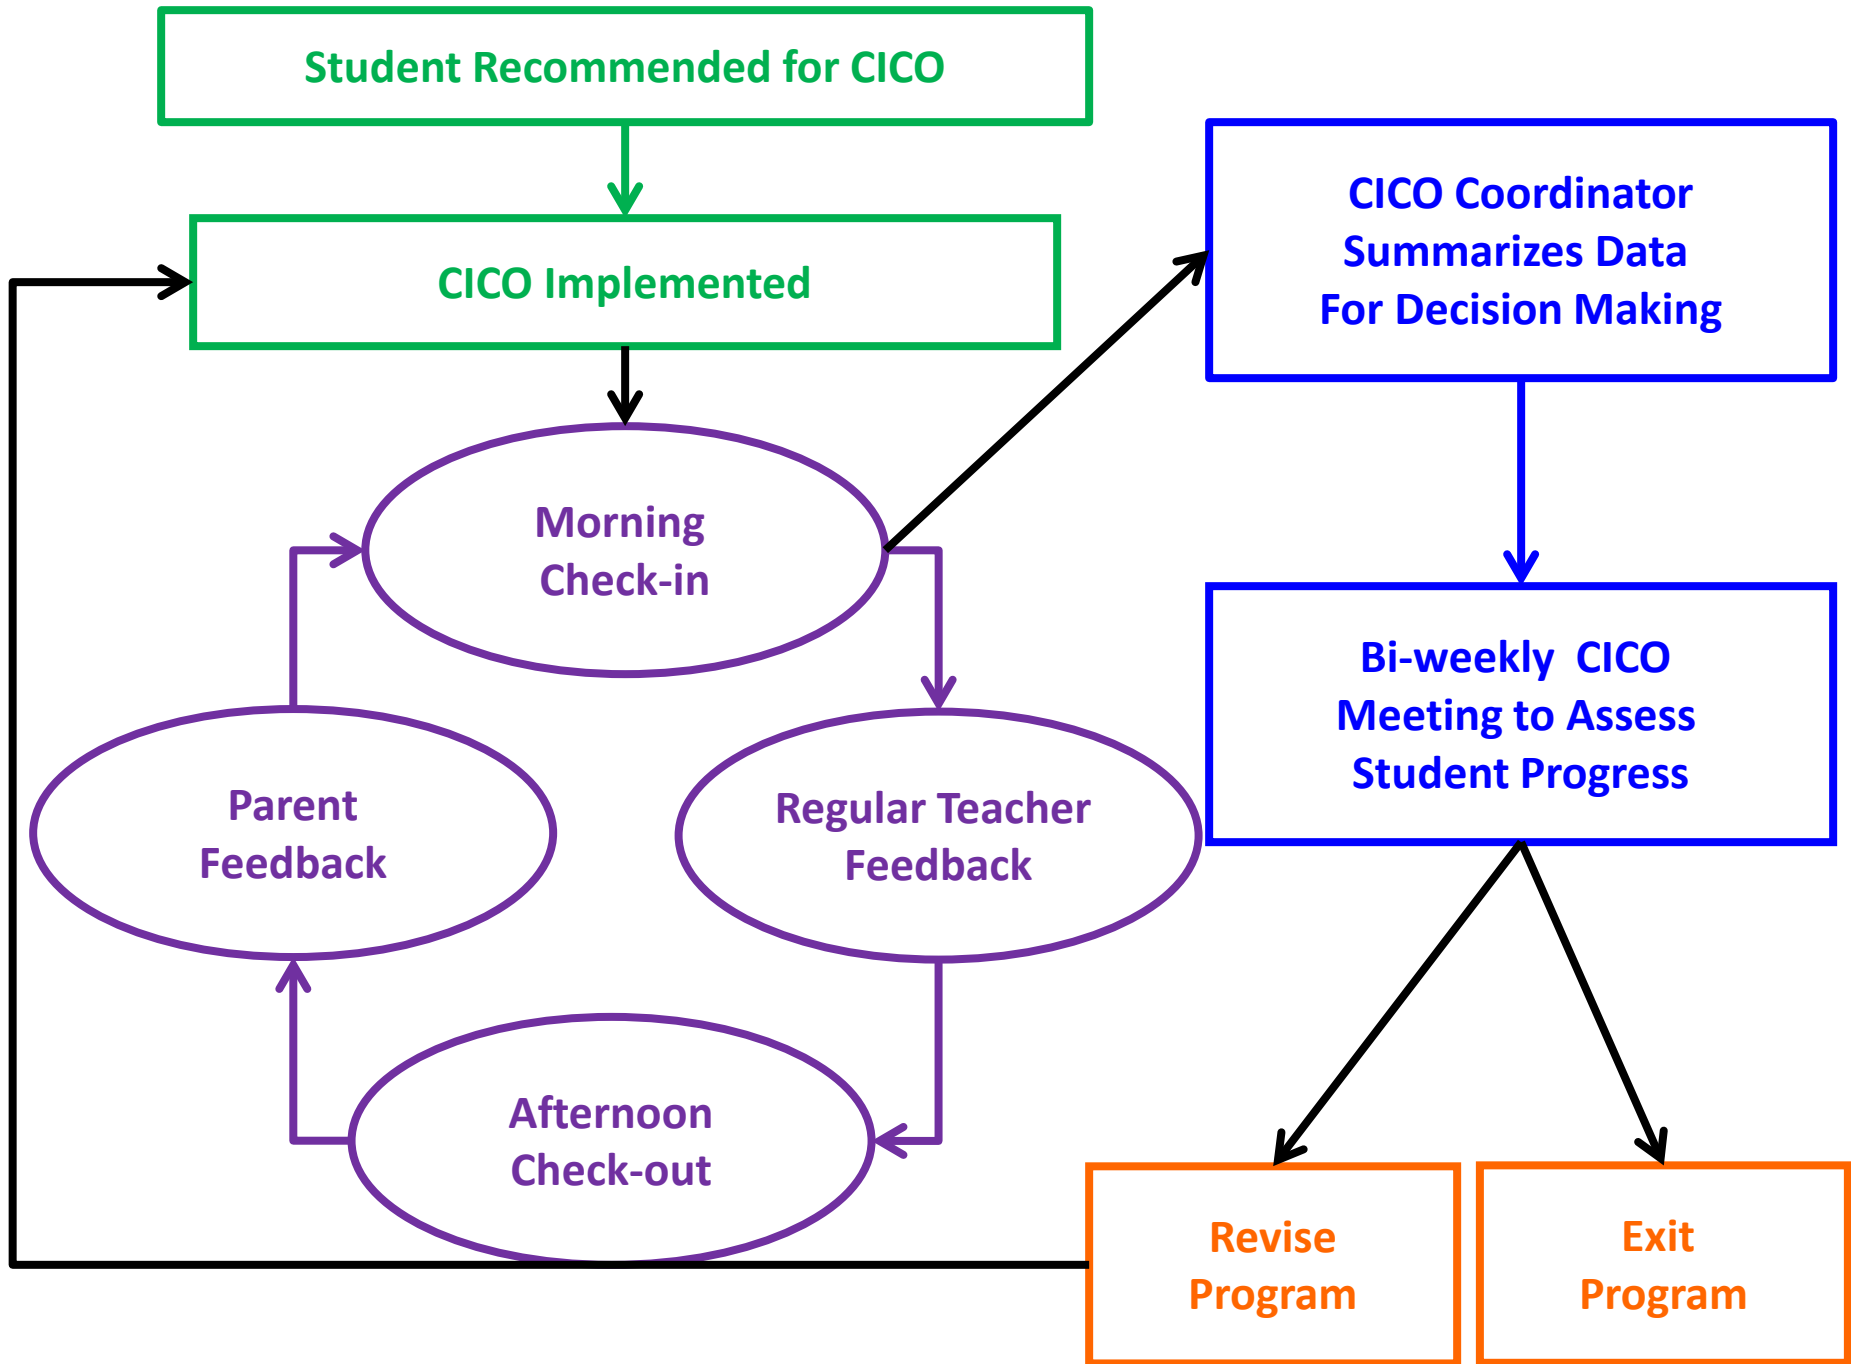 Student Recommended for CICO
CICO Implemented
CICO Coordinator
Summarizes Data
For Decision Making
Morning
Check-in
Bi-weekly  CICO
Meeting to Assess
Student Progress
Parent
Feedback
Regular Teacher
Feedback
Afternoon
Check-out
Revise
Program
Exit
Program